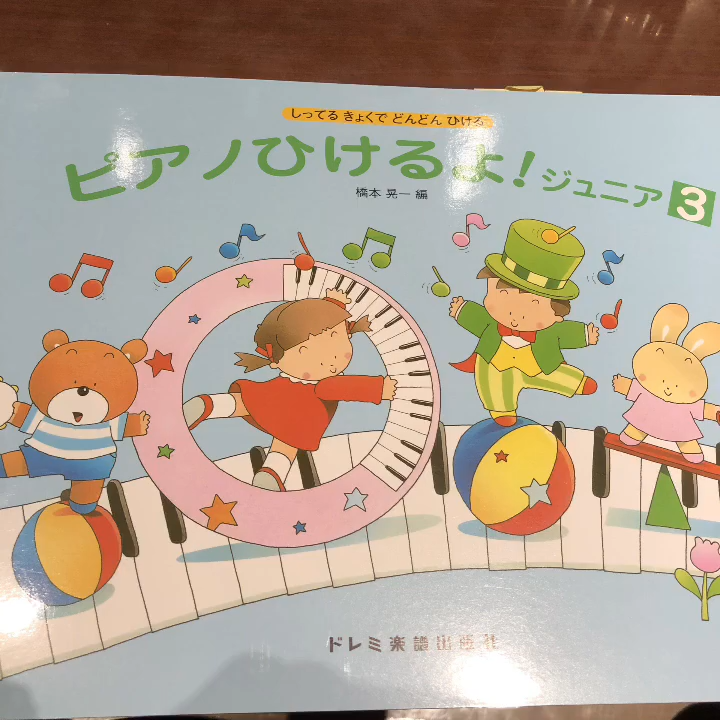 しってる きょくで どんどん ひける
ピアノひけるよ!ジュニア3
橋本 晃一 編
ドレミ楽譜出版社